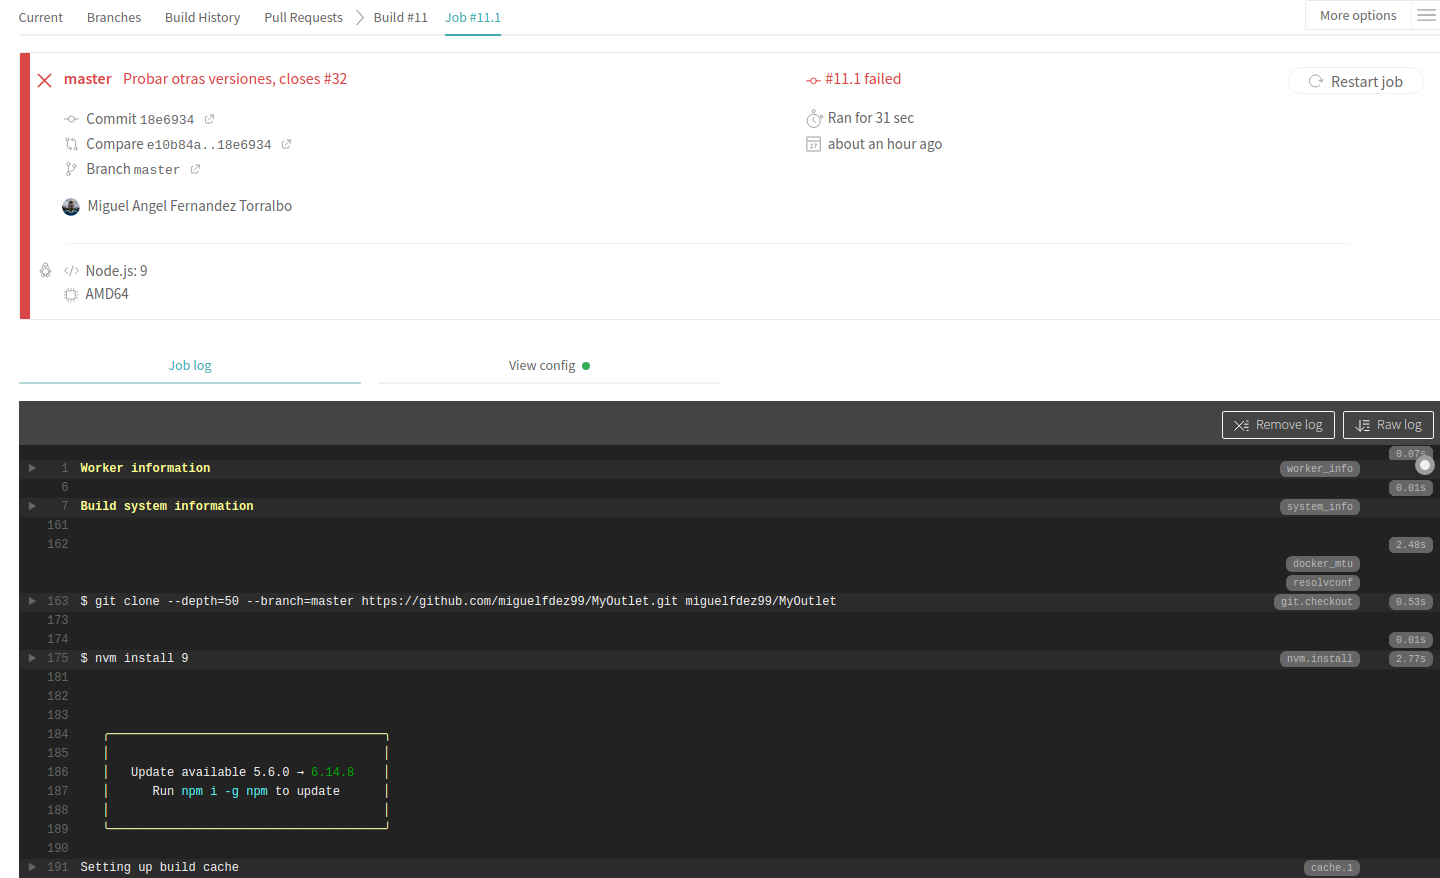 Current Branches Build History Pull Requests Build #11 Job #11.1 More options
master Probar otras versiones, closes #32
#11.1 failed
Restart job
Commit 18e6934
Ran for 31 sec
Compare e10b84a..18e6934
about an hour ago
Branch master
Miguel Angel Fernandez Torralbo
Node.js: 9
AMD64
Job log View config
Remove log Raw log
0.07s
1 Worker information worker_info
6 0.01s
7 Build system information system_info
161
162 2.48s
docker_mtu
resolvconf
163 $ git clone --depth=50 --branch=master https://github.com/miguelfdez99/MyOutlet.git miguelfdez99/MyOutlet git.checkout 0.53s
173
174 0.01s
175 $ nvm install 9 nvm.install 2.77s
181
182
183
184
185
186 Update available 5.6.0 → 6.14.8
187 Run npm i -g npm to update
188
189
190
191 Setting up build cache cache.1